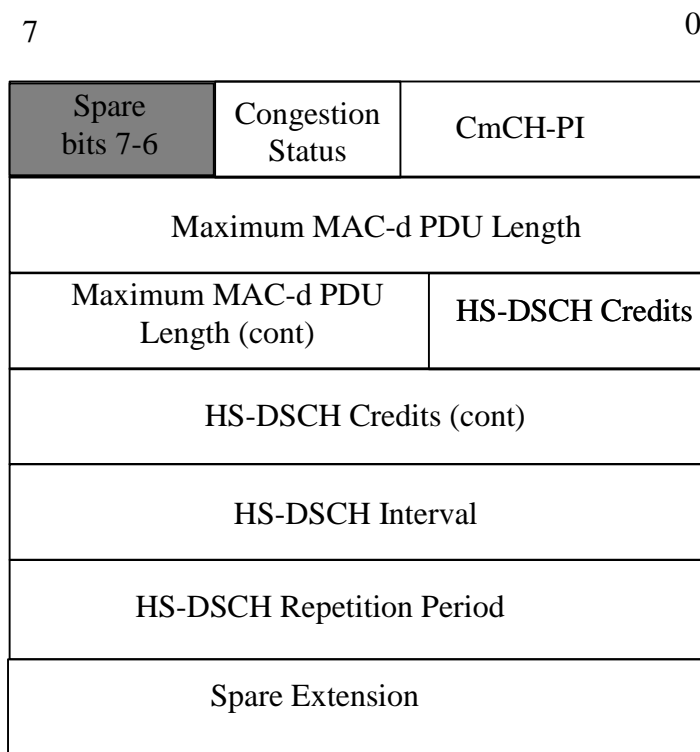 7
0
Spare
bits 7-6
Congestion
Status
CmCH-PI
Maximum MAC-d PDU Length
Maximum MAC-d PDU
Length (cont)
HS-DSCH Credits
HS-DSCH Credits (cont)
HS-DSCH Interval
HS-DSCH Repetition Period
Spare Extension